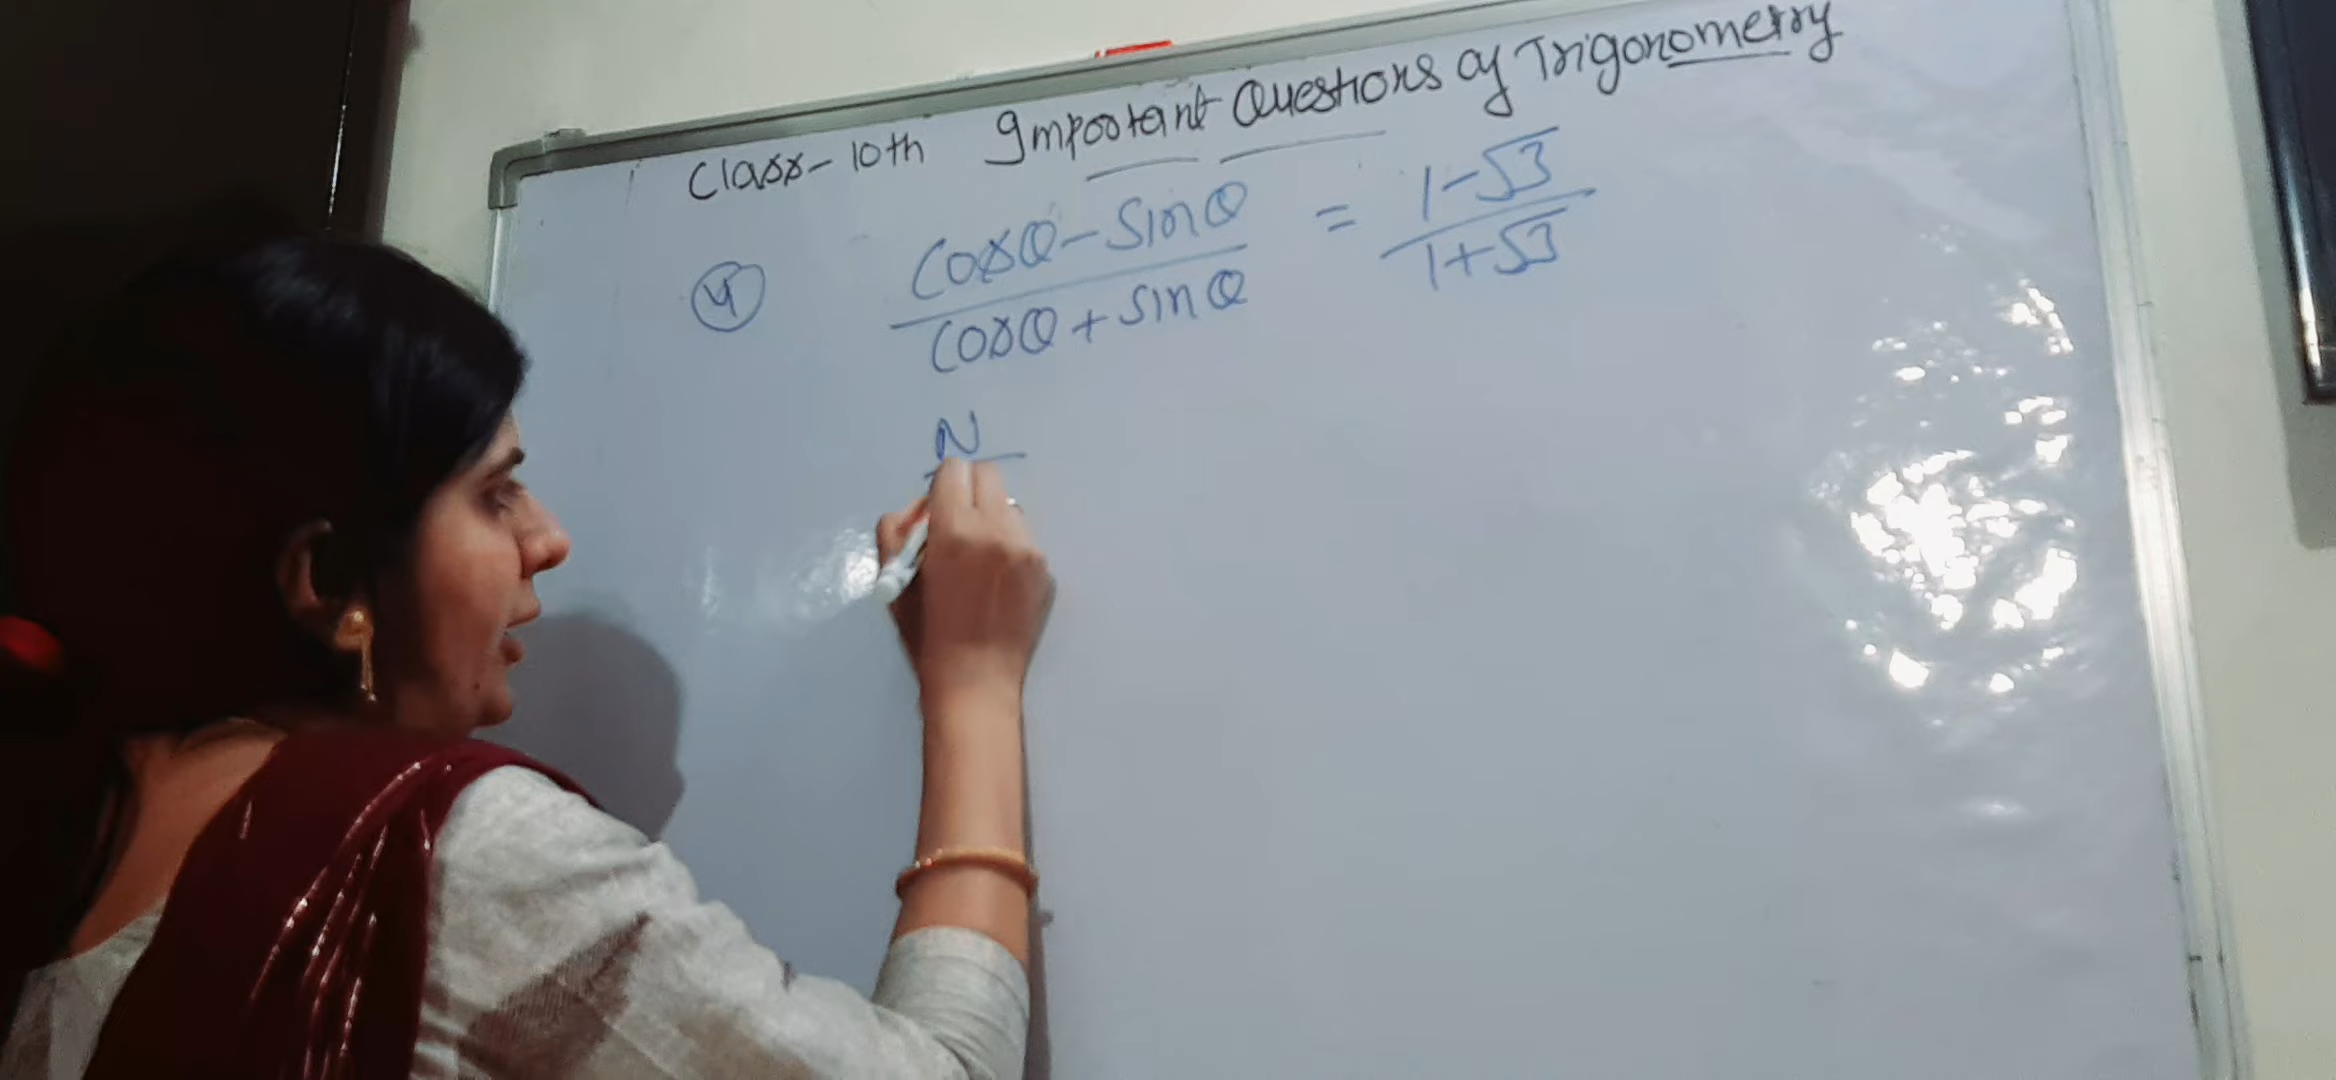 Class-10th Important Questions of Trigonometry
④ Cosθ-Sinθ / Cosθ+Sinθ = 1-√3 / 1+√3
N